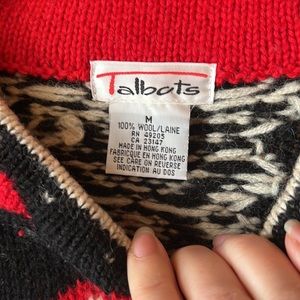 Talbots
M
100% WOOL/LAINE
RN 49205
CA 23147
MADE IN HONG KONG
FABRIQUE EN HONG KONG
SEE CARE ON REVERSE
INDICATION AU DOS